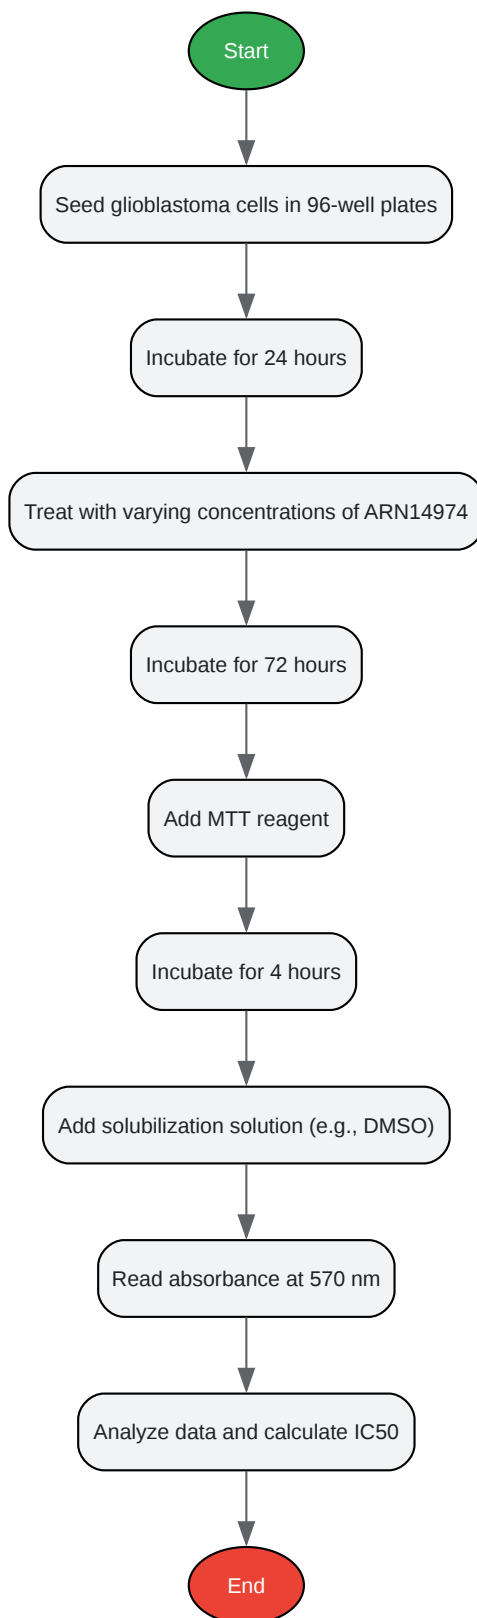 Start
Seed glioblastoma cells in 96-well plates
Incubate for 24 hours
Treat with varying concentrations of ARN14974
Incubate for 72 hours
Add MTT reagent
Incubate for 4 hours
Add solubilization solution (e.g., DMSO)
Read absorbance at 570 nm
Analyze data and calculate IC50
End